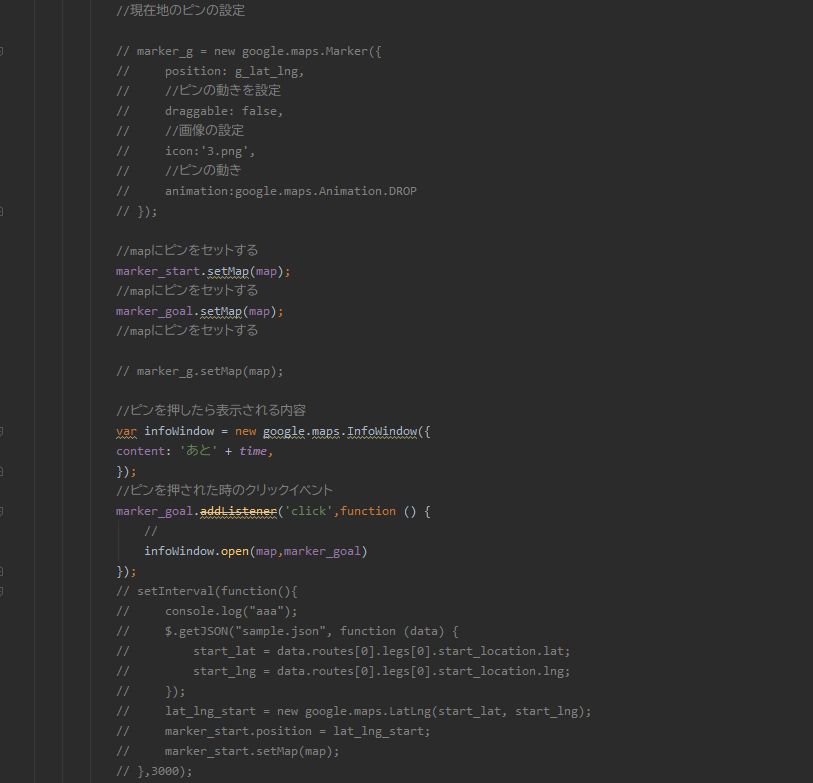 //現在地のピンの設定
// marker_g = new google.maps.Marker({
//     position: g_lat_lng,
//     //ピンの動きを設定
//     draggable: false,
//     //画像の設定
//     icon:'3.png',
//     //ピンの動き
//     animation:google.maps.Animation.DROP
// });
//mapにピンをセットする
marker_start.setMap(map);
//mapにピンをセットする
marker_goal.setMap(map);
//mapにピンをセットする
// marker_g.setMap(map);
//ピンを押したら表示される内容
var infoWindow = new google.maps.InfoWindow({
content: 'あと' + time,
});
//ピンを押された時のクリックイベント
marker_goal.addListener('click',function () {
    //
    infoWindow.open(map,marker_goal)
});
// setInterval(function(){
//     console.log("aaa");
//     $.getJSON("sample.json", function (data) {
//         start_lat = data.routes[0].legs[0].start_location.lat;
//         start_lng = data.routes[0].legs[0].start_location.lng;
//     });
//     lat_lng_start = new google.maps.LatLng(start_lat, start_lng);
//     marker_start.position = lat_lng_start;
//     marker_start.setMap(map);
// },3000);